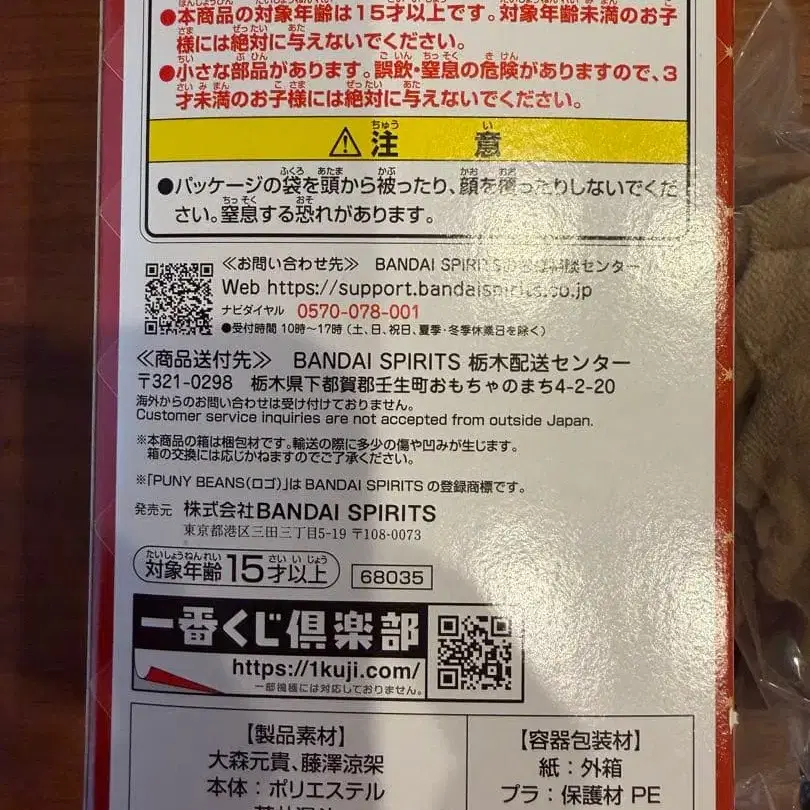 ●本商品の対象年齢は15才以上です。対象年齢未満のお子
様には絶対に与えないでください。
●小さな部品があります。誤飲・窒息の危険がありますので、3
才未満のお子様には絶対に与えないでください。
⚠注意
●パッケージの袋を頭から被ったり、顔を覆ったりしないでくだ
さい。窒息する恐れがあります。
≪お問い合わせ先≫ BANDAI SPIRITSお客様相談センター
Web https://support.bandaispirits.co.jp
ナビダイヤル 0570-078-001
●受付時間 10時～17時（土、日、祝日、夏季・冬季休業日を除く）
≪商品送付先≫ BANDAI SPIRITS 栃木配送センター
〒321-0298 栃木県下都賀郡壬生町おもちゃのまち4-2-20
海外からのお問い合わせは受け付けておりません。
Customer service inquiries are not accepted from outside Japan.
※本商品の箱は梱包材です。輸送の際に多少の傷や凹みが生じます。
箱の交換には応じかねますのでご了承ください。
※「PUNY BEANS(ロゴ)」は BANDAI SPIRITS の登録商標です。
発売元 株式会社BANDAI SPIRITS
東京都港区三田三丁目5-19 〒108-0073
対象年齢 15才以上 68035
一番くじ倶楽部
https://1kuji.com/
一部機種には対応しておりません。
【製品素材】
大森元貴、藤澤涼架
本体：ポリエステル
【容器包装材】
紙：外箱
プラ：保護材 PE